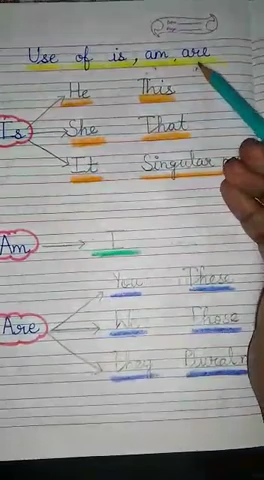 Use of is, am, are
He This
Is She That
It Singular
Am I
You These
Are We Those
They Plural